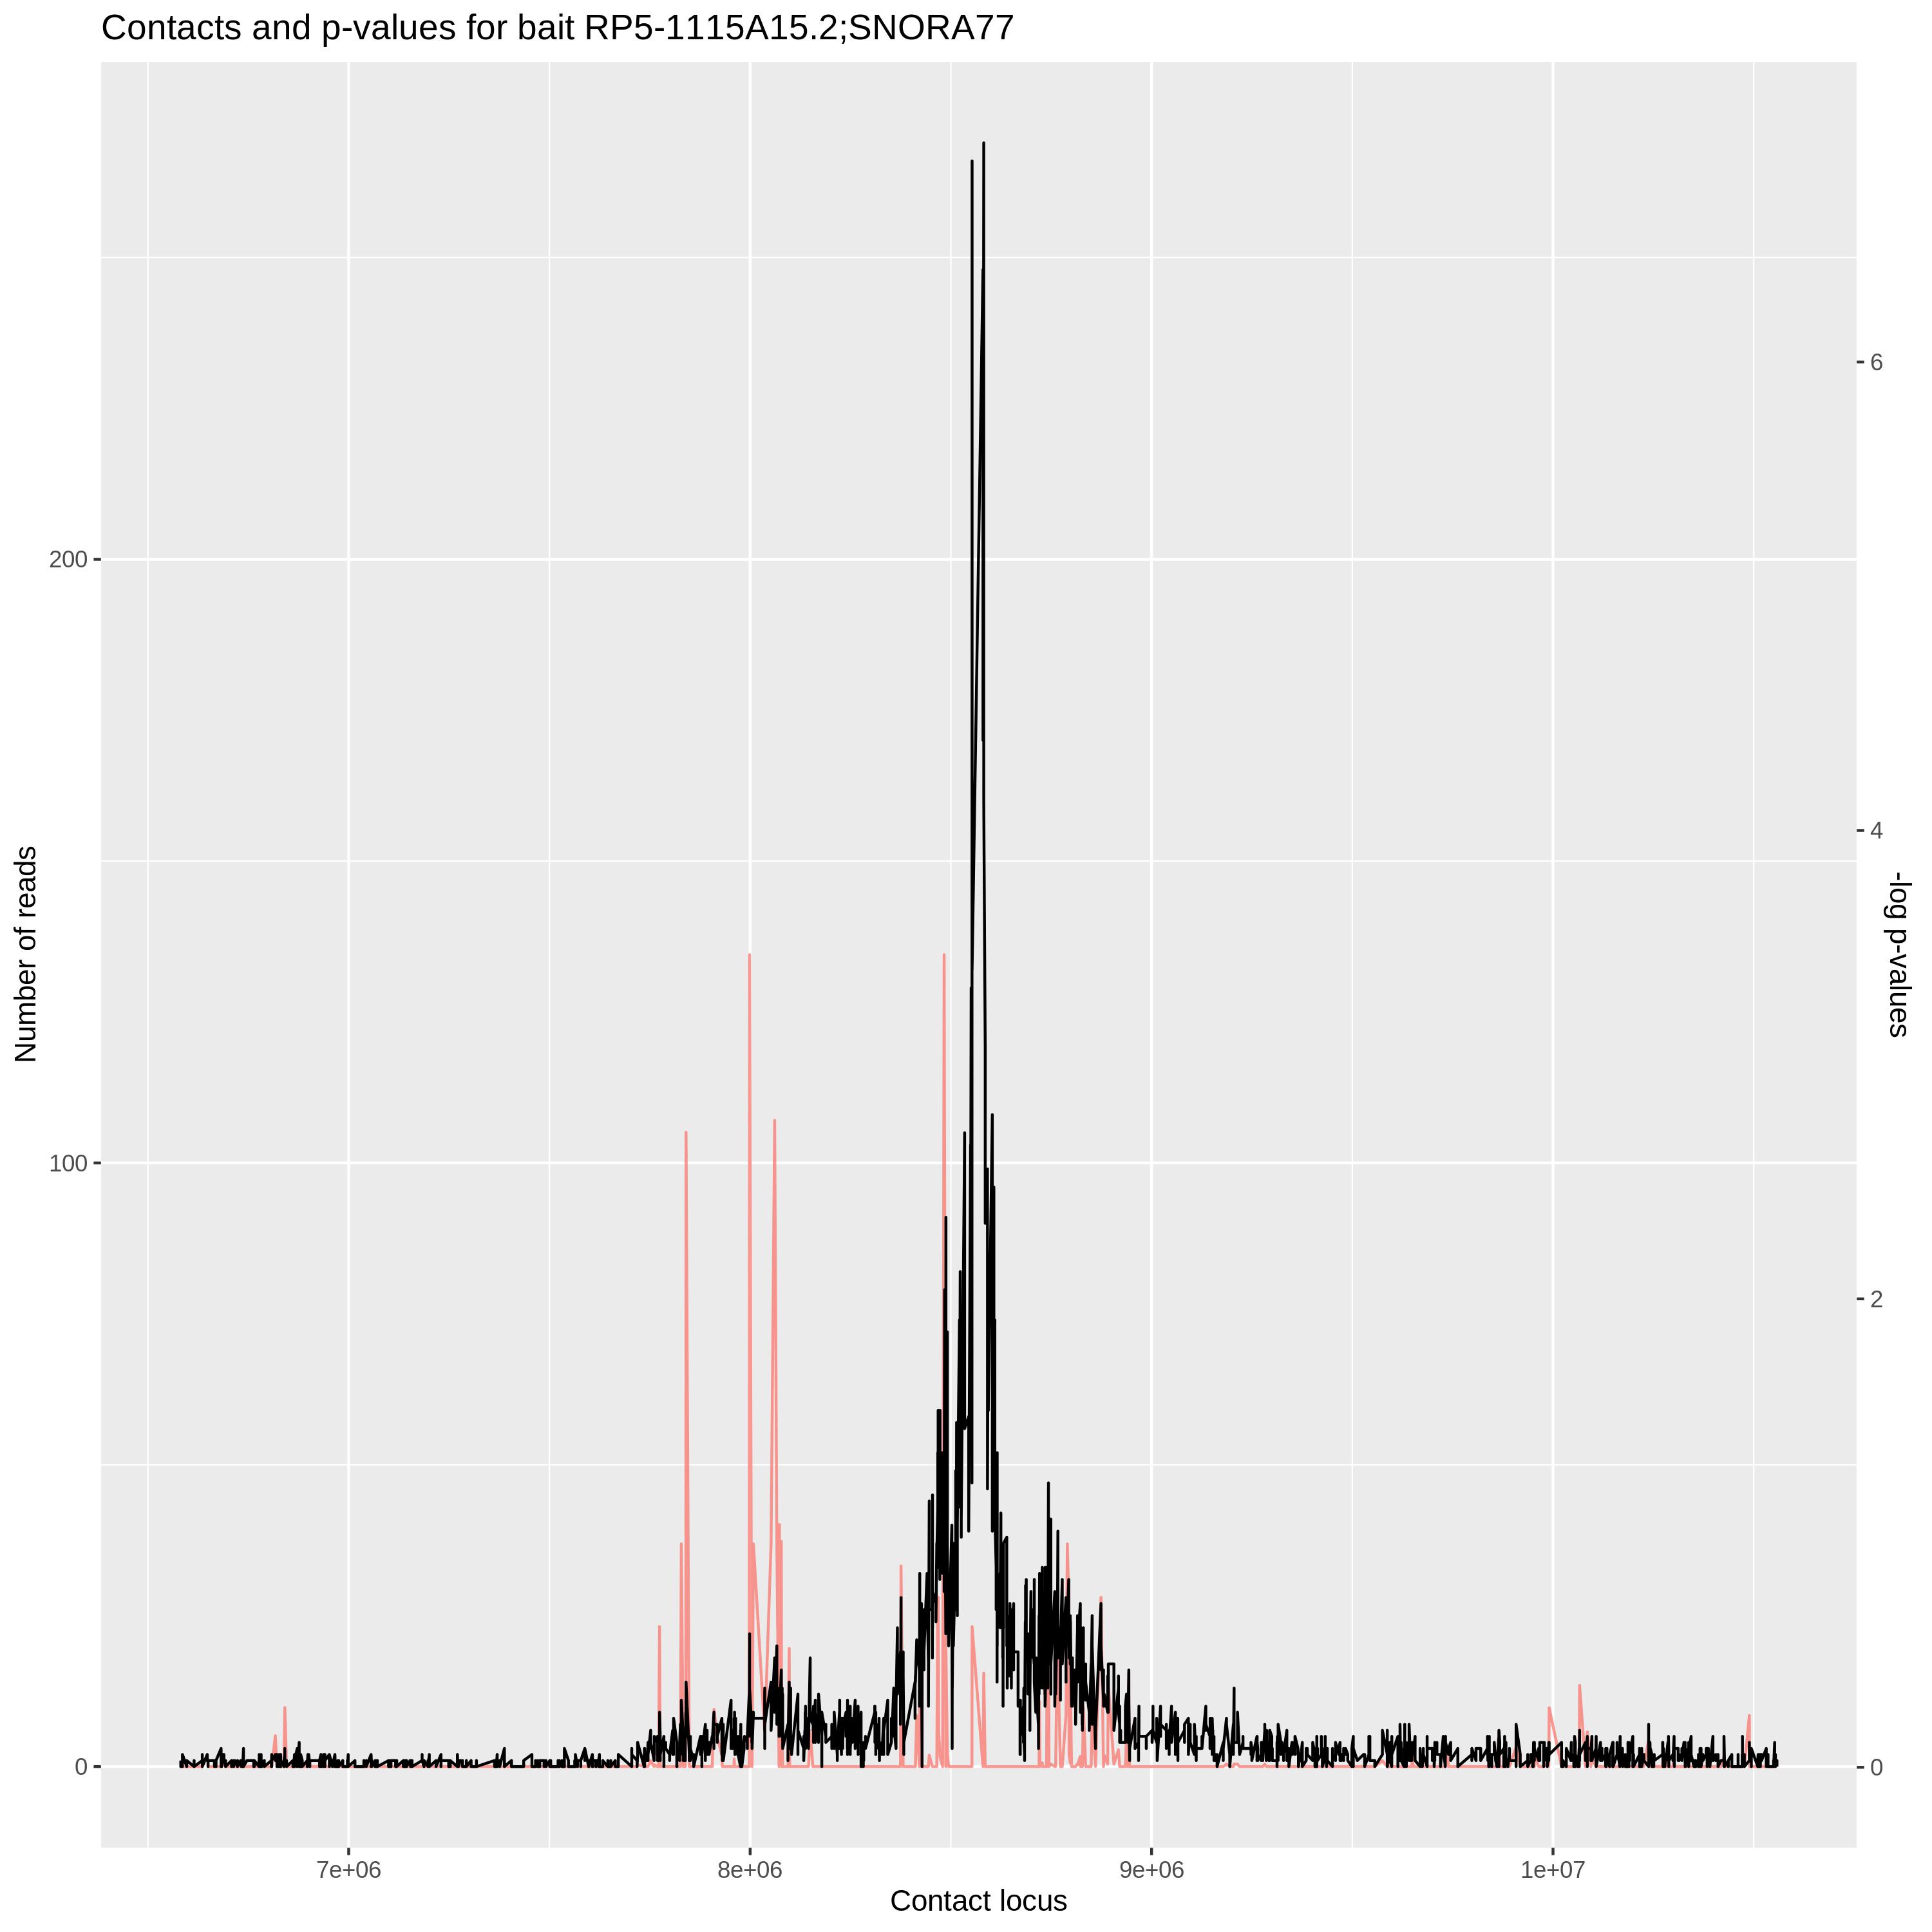 Contacts and p-values for bait RP5-1115A15.2;SNORA77
Number of reads
200
100
0
6
4
2
0
-log p-values
7e+06
8e+06
9e+06
1e+07
Contact locus